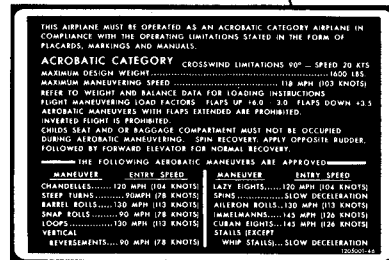 THIS AIRPLANE MUST BE OPERATED AS AN ACROBATIC CATEGORY AIRPLANE IN
COMPLIANCE WITH THE OPERATING LIMITATIONS STATED IN THE FORM OF
PLACARDS, MARKINGS AND MANUALS.
ACROBATIC CATEGORY CROSSWIND LIMITATIONS 90° — SPEED 20 KTS
MAXIMUM DESIGN WEIGHT 1600 LBS.
MAXIMUM MANEUVERING SPEED 118 MPH (103 KNOTS)
REFER TO WEIGHT AND BALANCE DATA FOR LOADING INSTRUCTIONS
FLIGHT MANEUVERING LOAD FACTORS FLAPS UP +6.0 - 3.0 FLAPS DOWN +3.5
AEROBATIC MANEUVERS WITH FLAPS EXTENDED ARE PROHIBITED.
INVERTED FLIGHT IS PROHIBITED.
CHILDS SEAT AND OR BAGGAGE COMPARTMENT MUST NOT BE OCCUPIED
DURING AEROBATIC MANEUVERING. SPIN RECOVERY APPLY OPPOSITE RUDDER,
FOLLOWED BY FORWARD ELEVATOR FOR NORMAL RECOVERY.
THE FOLLOWING AEROBATIC MANEUVERS ARE APPROVED
MANEUVER ENTRY SPEED
CHANDELLES......120 MPH (104 KNOTS)
STEEP TURNS.....90MPH (78 KNOTS)
BARREL ROLLS....130 MPH (113 KNOTS)
SNAP ROLLS......90 MPH (78 KNOTS)
LOOPS...........130 MPH (113 KNOTS)
VERTICAL
REVERSEMENTS....90 MPH (78 KNOTS)
MANEUVER ENTRY SPEED
LAZY EIGHTS.....120 MPH (104 KNOTS)
SPINS...........SLOW DECELERATION
AILERON ROLLS...130 MPH (113 KNOTS)
IMMELMANNS......145 MPH (126 KNOTS)
CUBAN EIGHTS....145 MPH (126 KNOTS)
STALLS (EXCEPT
WHIP STALLS)....SLOW DECELERATION
1205001-46